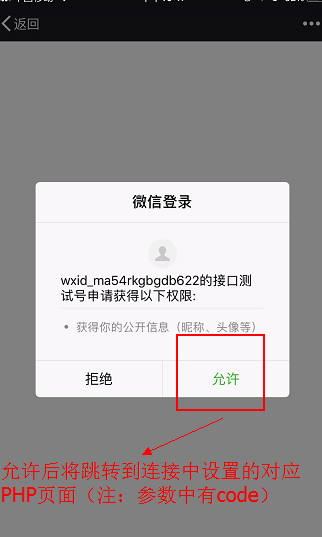 返回
微信登录
wxid_ma54rkgbgdb622的接口测
试号申请获得以下权限:
• 获得你的公开信息（昵称、头像等）
拒绝
允许
允许后将跳转到连接中设置的对应
PHP页面（注：参数中有code）